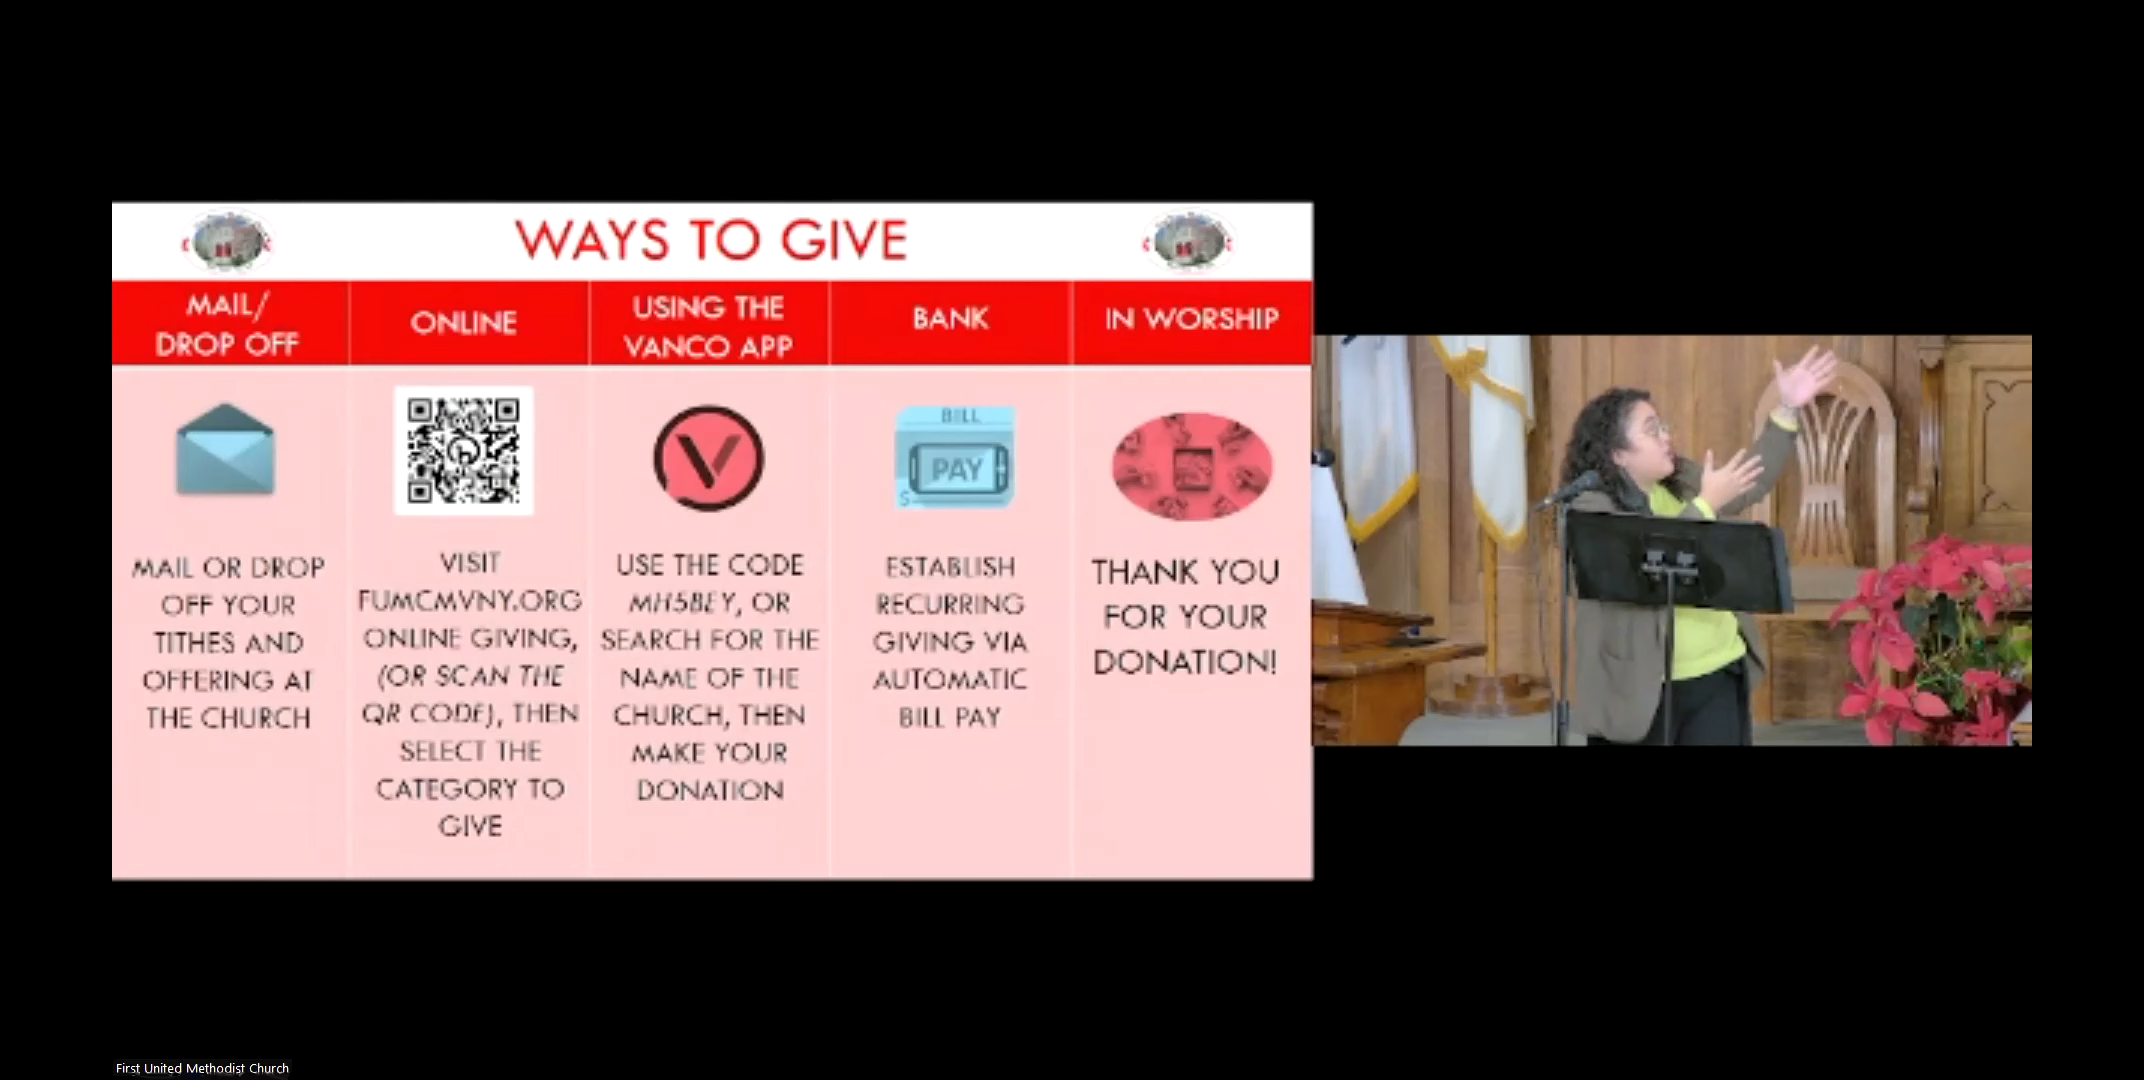 WAYS TO GIVE
MAIL/
DROP OFF
MAIL OR DROP
OFF YOUR
TITHES AND
OFFERING AT
THE CHURCH
ONLINE
VISIT
FUMCMVNY.ORG
ONLINE GIVING,
(OR SCAN THE
QR CODE), THEN
SELECT THE
CATEGORY TO
GIVE
USING THE
VANCO APP
V
USE THE CODE
MH5BEY, OR
SEARCH FOR THE
NAME OF THE
CHURCH, THEN
MAKE YOUR
DONATION
BANK
BILL
PAY
$
ESTABLISH
RECURRING
GIVING VIA
AUTOMATIC
BILL PAY
IN WORSHIP
THANK YOU
FOR YOUR
DONATION!
First United Methodist Church